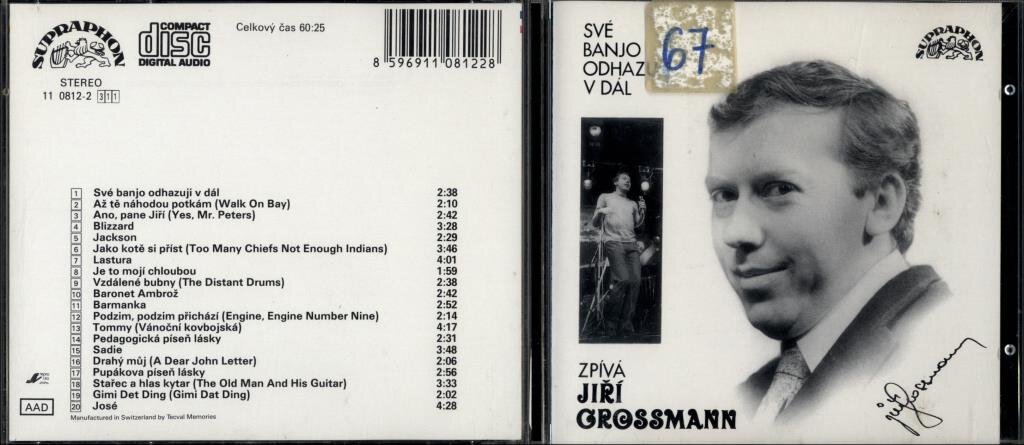 SUPRAPHON
COMPACT
disc
DIGITAL AUDIO
Celkový čas 60:25
8 596911 081228
STEREO
11 0812-2 311
1 Své banjo odhazuji v dál 2:38
2 Až tě náhodou potkám (Walk On Bay) 2:10
3 Ano, pane Jiří (Yes, Mr. Peters) 2:42
4 Blizzard 3:28
5 Jackson 2:29
6 Jako kotě si příst (Too Many Chiefs Not Enough Indians) 3:46
7 Lastura 4:01
8 Je to mojí chloubou 1:59
9 Vzdálené bubny (The Distant Drums) 2:38
10 Baronet Ambrož 2:42
11 Barmanka 2:52
12 Podzim, podzim přichází (Engine, Engine Number Nine) 2:14
13 Tommy (Vánoční kovbojská) 4:17
14 Pedagogická píseň lásky 2:31
15 Sadie 3:48
16 Drahý můj (A Dear John Letter) 2:06
17 Pupákova píseň lásky 2:56
18 Stařec a hlas kytar (The Old Man And His Guitar) 3:33
19 Gimi Det Ding (Gimi Dat Ding) 2:02
20 José 4:28
AAD
Manufactured in Switzerland by Tecval Memories
SVÉ
BANJO
ODHAZU
V DÁL
67
SUPRAPHON
ZPÍVÁ
JIŘÍ
GROSSMANN